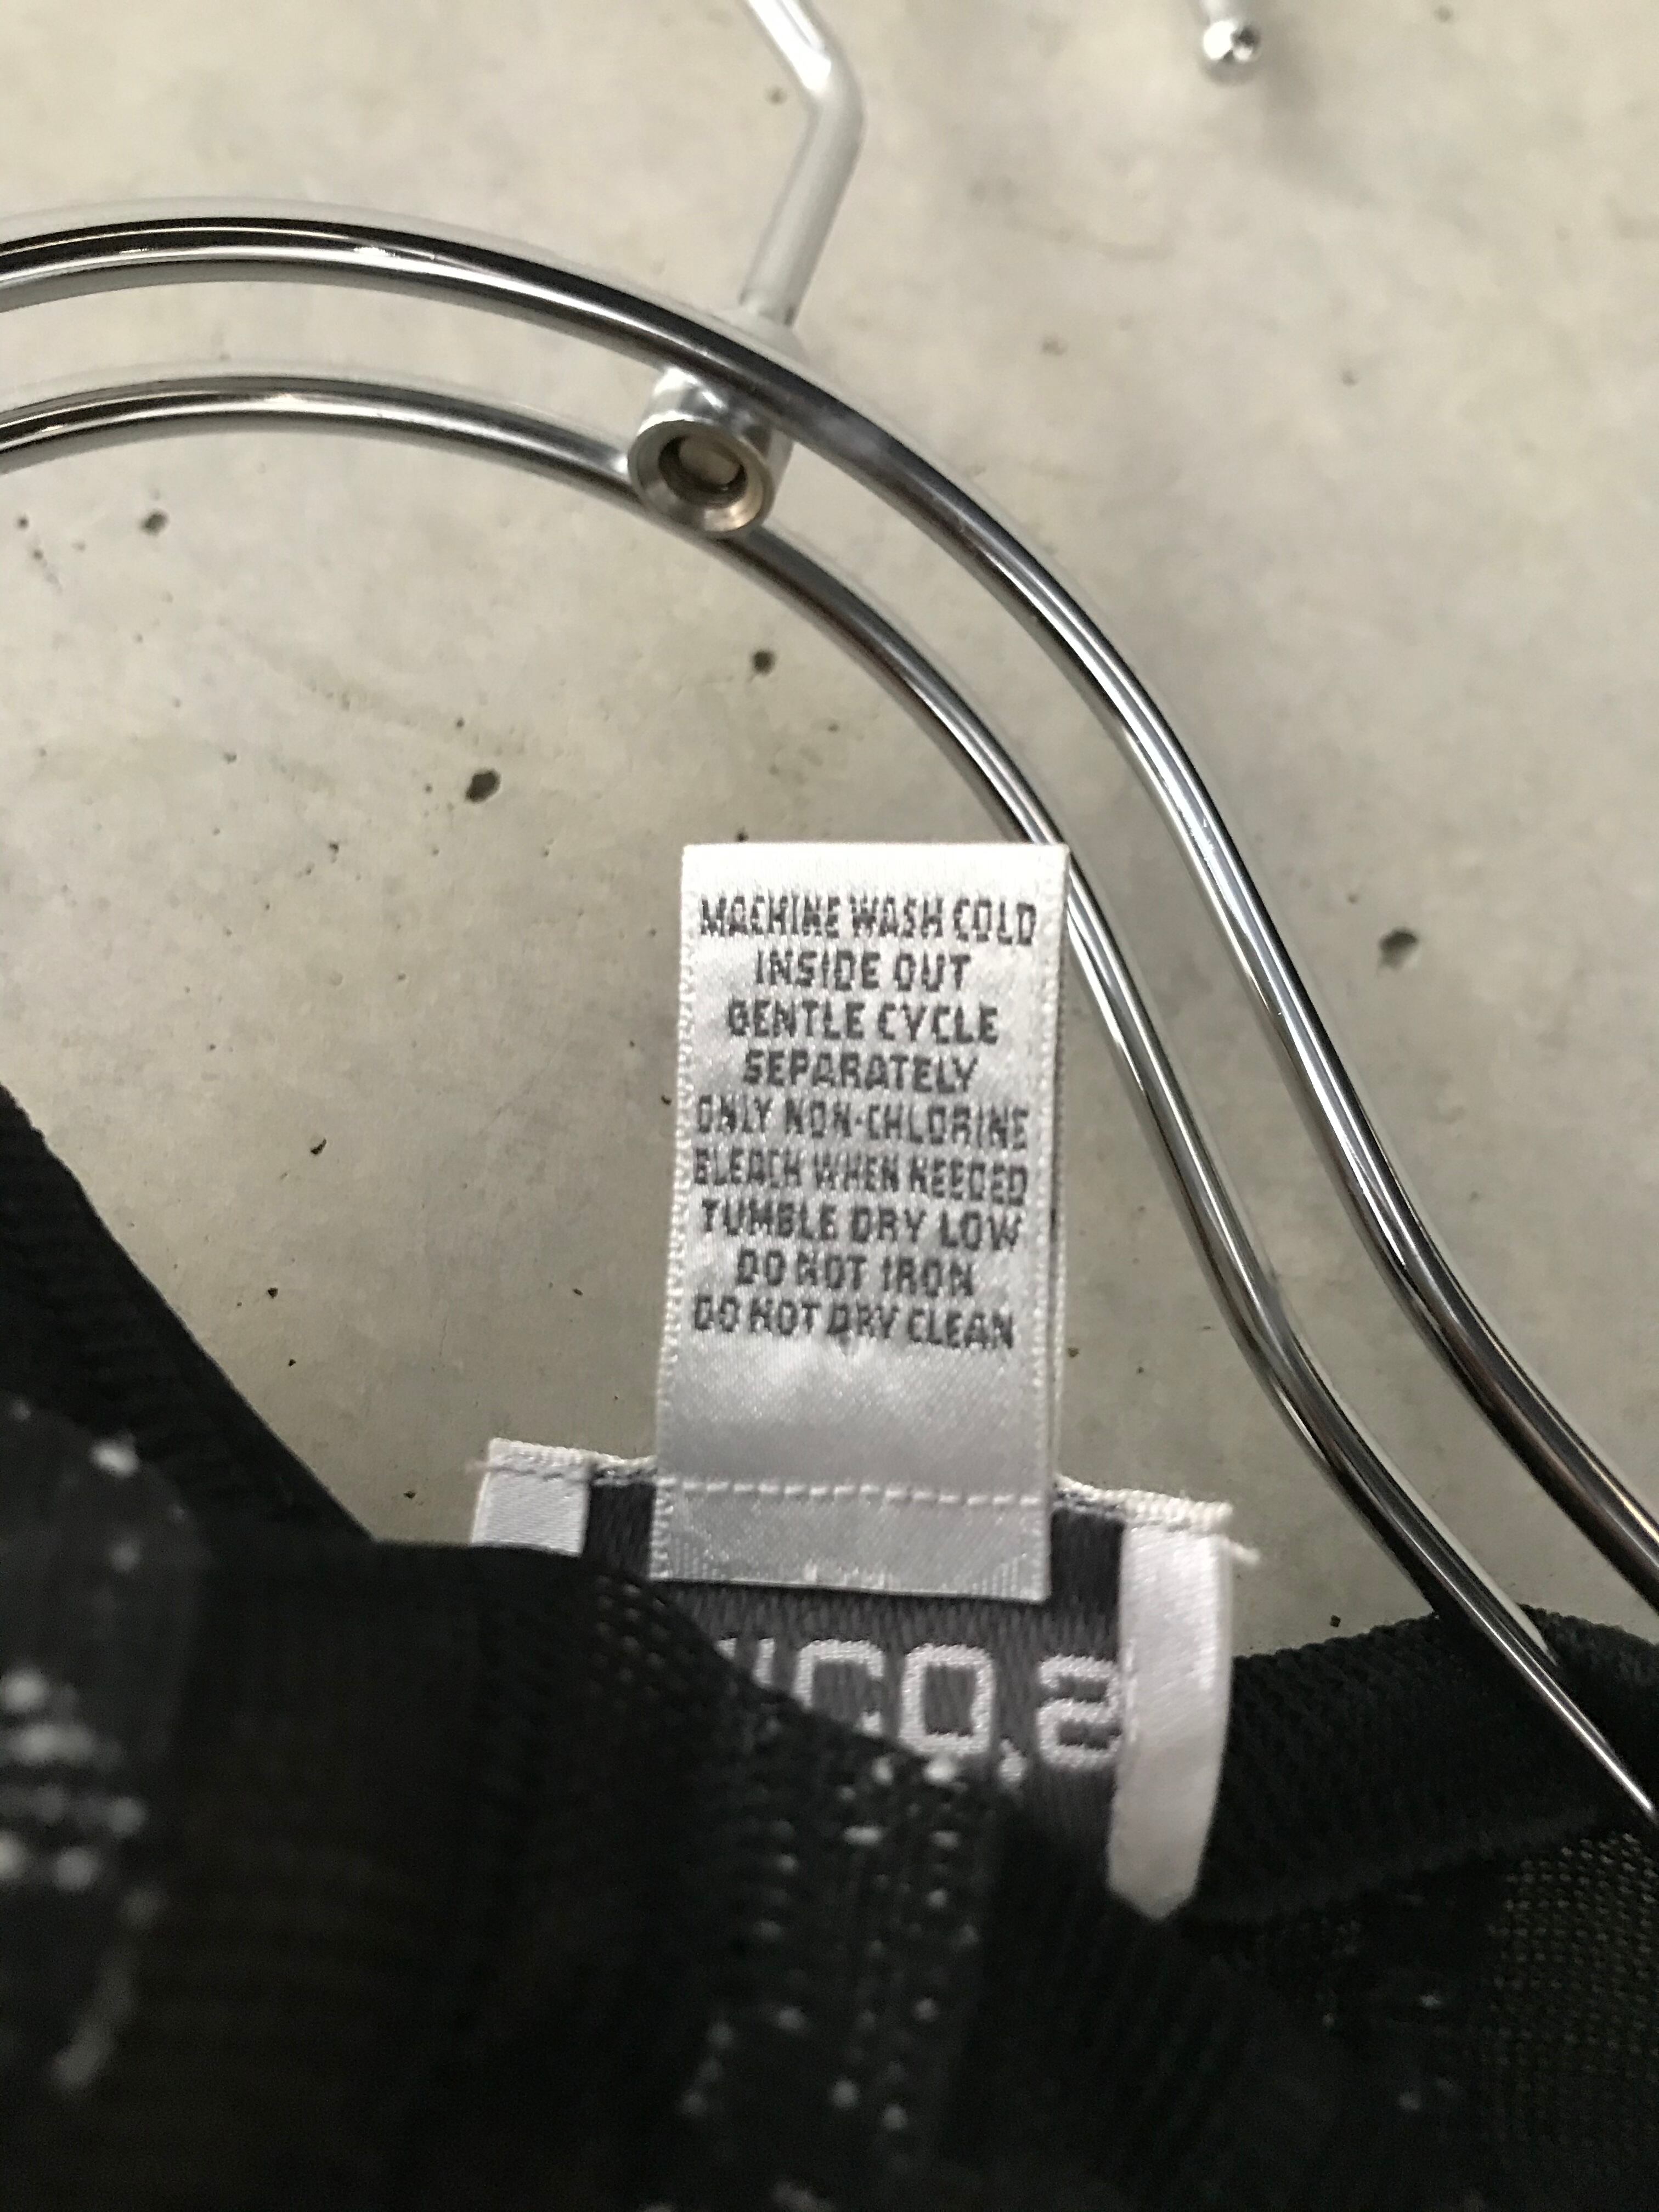 MACHINE WASH COLD
INSIDE OUT
GENTLE CYCLE
SEPARATELY
ONLY NON-CHLORINE
BLEACH WHEN NEEDED
TUMBLE DRY LOW
DO NOT IRON
DO NOT DRY CLEAN